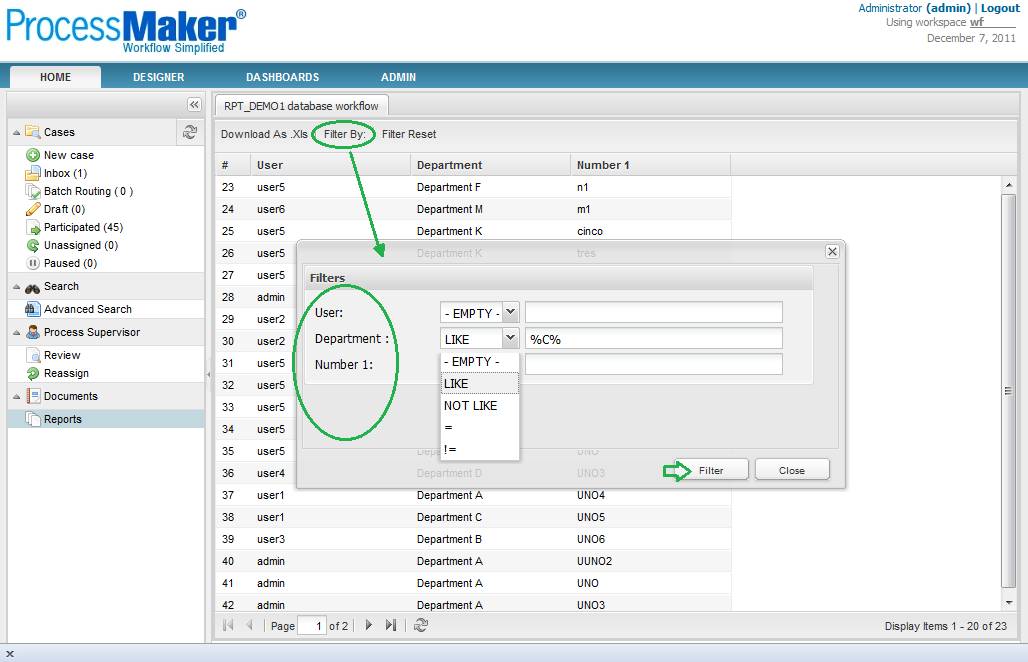 Administrator (admin) | Logout
ProcessMaker®
Workflow Simplified
Using workspace wf
December 7, 2011
HOME DESIGNER DASHBOARDS ADMIN
RPT_DEMO1 database workflow
Cases
New case
Inbox (1)
Batch Routing ( 0 )
Draft (0)
Participated (45)
Unassigned (0)
Paused (0)
Search
Advanced Search
Process Supervisor
Review
Reassign
Documents
Reports
Download As .Xls Filter By: Filter Reset
# User Department Number 1
23 user5 Department F n1
24 user6 Department M m1
25 user5 Department K cinco
26 user5 Department K tres
27 user5
28 admin
29 user2
30 user2
31 user5
32 user5
33 user5
34 user5
35 user5 UNO
36 user4 Department D UNO3
37 user1 Department A UNO4
38 user1 Department C UNO5
39 user3 Department B UNO6
40 admin Department A UUNO2
41 admin Department A UNO
42 admin Department A UNO3
Filters
User: - EMPTY -
Department : LIKE %C%
Number 1:
- EMPTY -
LIKE
NOT LIKE
=
!=
Filter Close
Page 1 of 2 Display Items 1 - 20 of 23